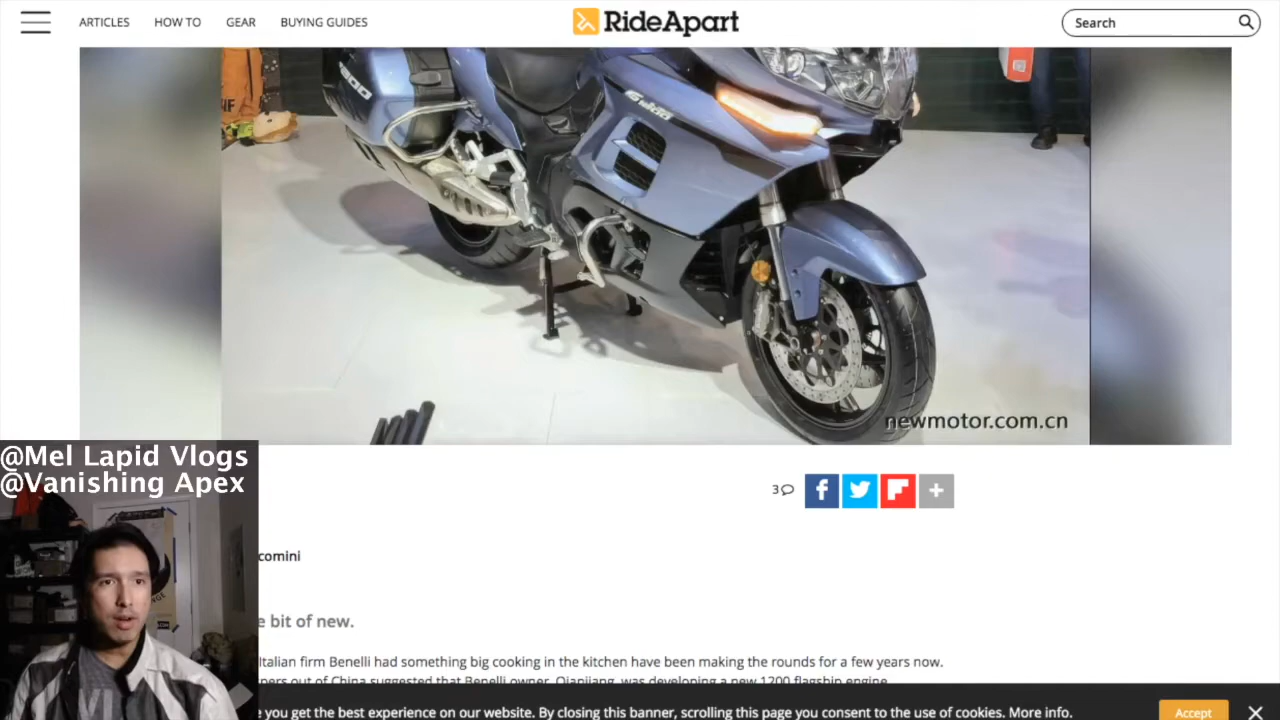 ARTICLES HOW TO GEAR BUYING GUIDES RideApart Search
newmotor.com.cn
@Mel Lapid Vlogs
@Vanishing Apex
3
comini
e bit of new.
Italian firm Benelli had something big cooking in the kitchen have been making the rounds for a few years now.
out of China suggested that Benelli owner, Qianjiang, was developing a new 1200 flagship engine
e you get the best experience on our website. By closing this banner, scrolling this page you consent to the use of cookies. More info. Accept